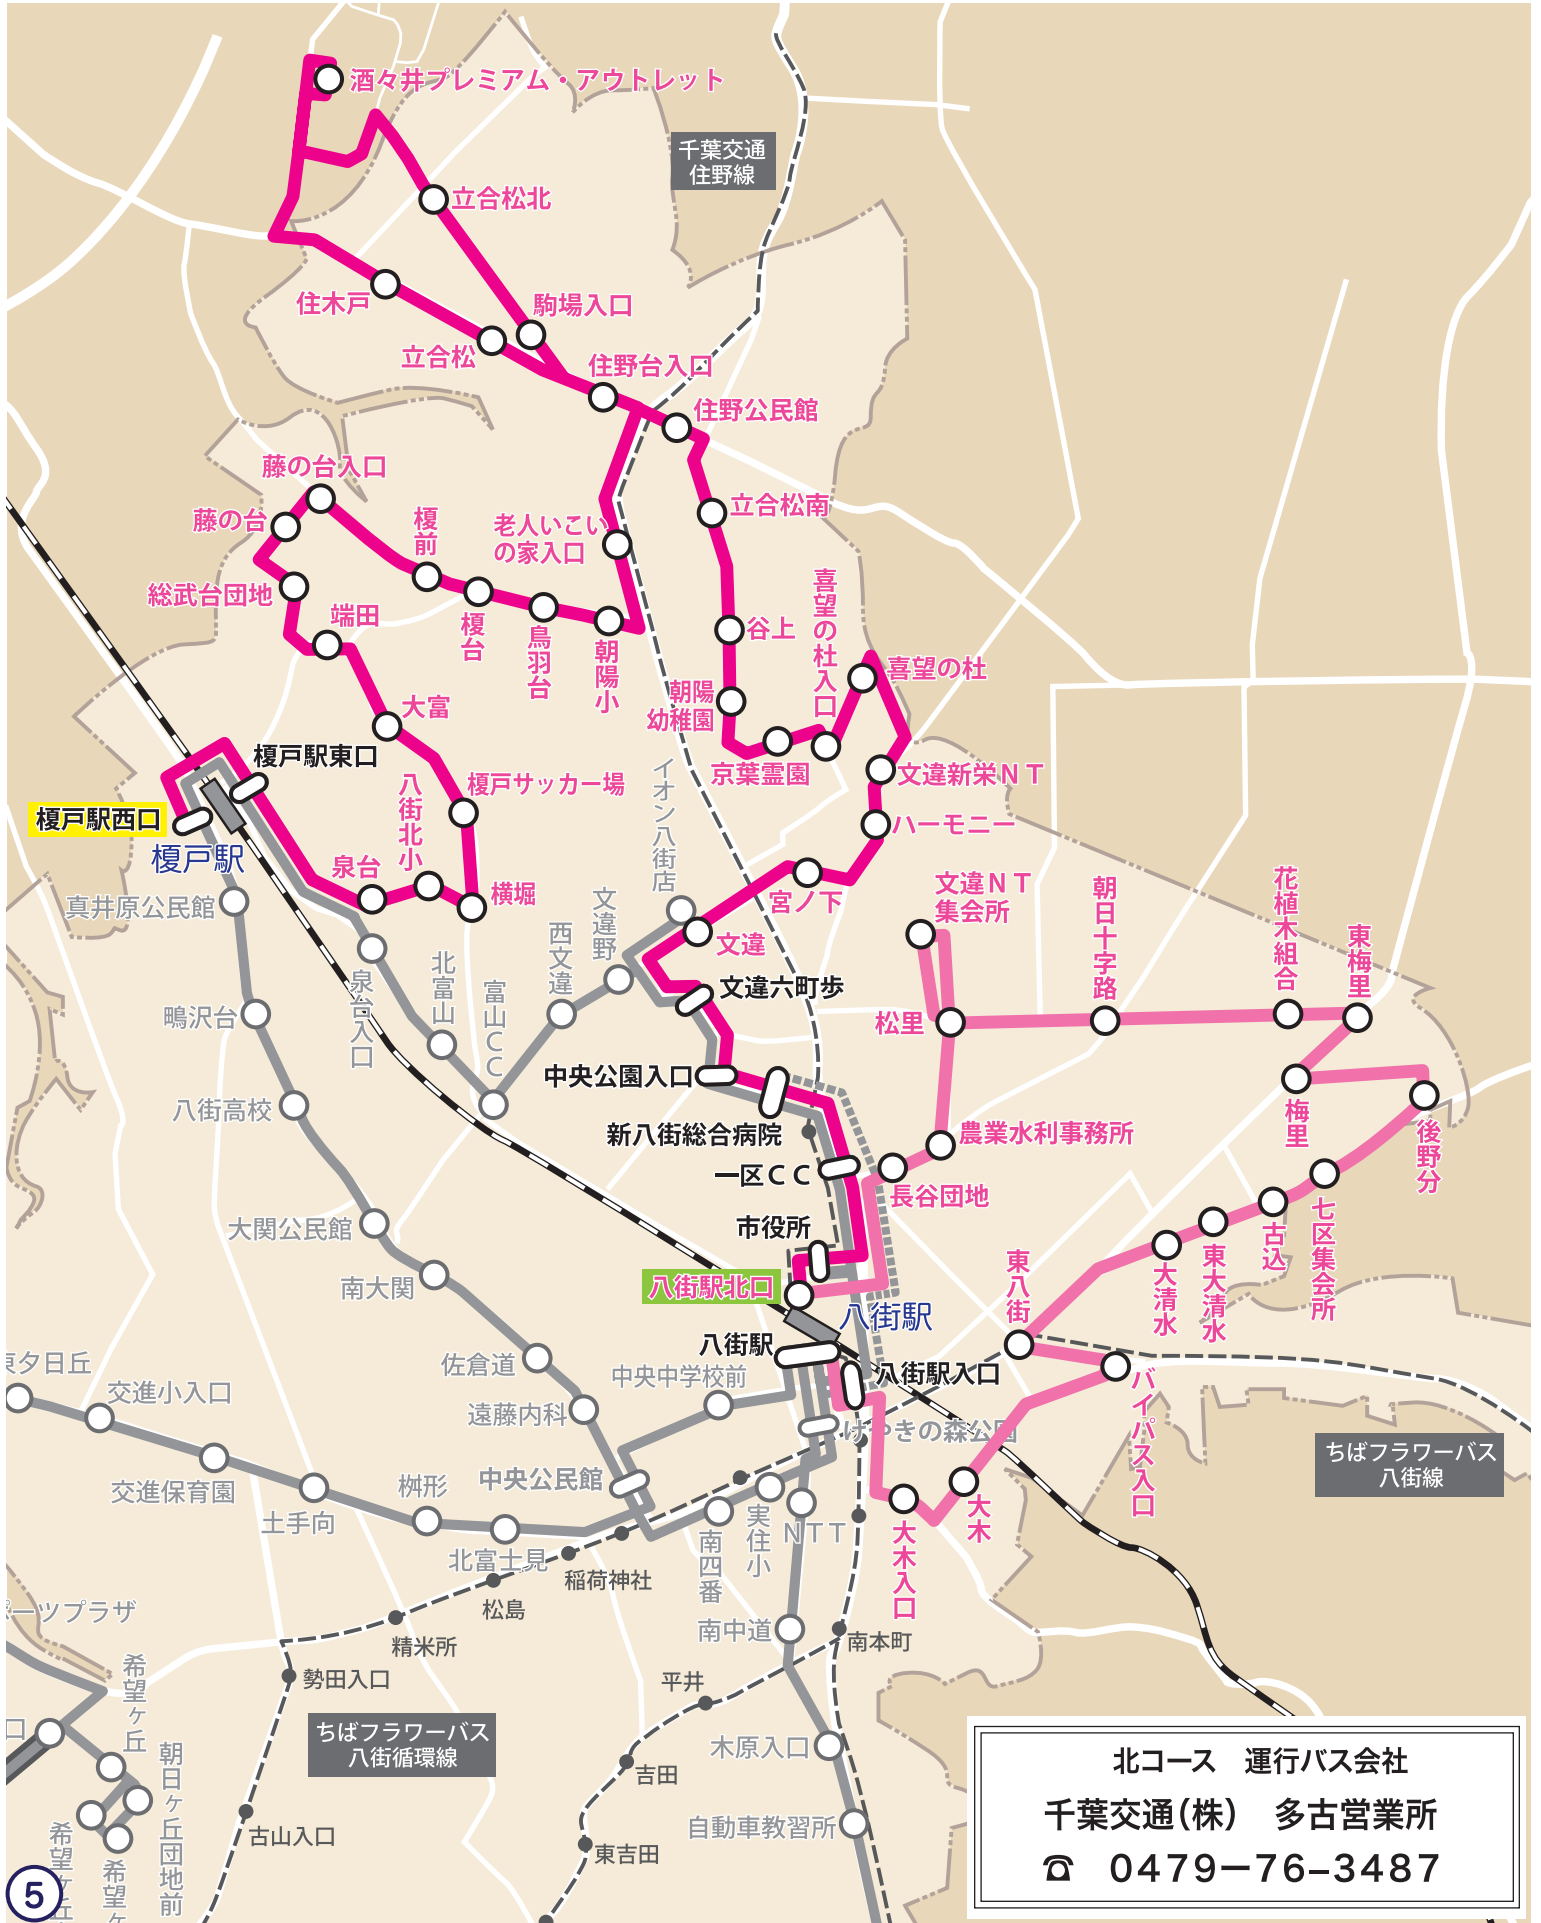 酒々井プレミアム・アウトレット
千葉交通
住野線
立合松北
住木戸
駒場入口
立合松
住野台入口
住野公民館
藤の台入口
藤の台
榎前
老人いこい
の家入口
立合松南
総武台団地
端田
榎台
鳥羽台
朝陽小
谷上
喜望の杜入口
喜望の杜
朝陽
幼稚園
大富
京葉霊園
文違新栄NT
榎戸駅東口
榎戸サッカー場
八街北小
イオン八街店
榎戸駅西口
榎戸駅
ハーモニー
泉台
横堀
宮ノ下
文違NT
集会所
朝日十字路
花植木組合
東梅里
真井原公民館
文違野
西文違
文違
北富山
富山CC
泉台入口
文違六町歩
鴫沢台
松里
中央公園入口
梅里
八街高校
新八街総合病院
農業水利事務所
後野分
一区CC
長谷団地
大関公民館
市役所
七区集会所
古込
東大清水
大清水
東八街
南大関
八街駅北口
八街駅
八街駅
八街駅入口
佐倉道
中央中学校前
東夕日丘
交進小入口
遠藤内科
けやきの森公園
バイパス入口
ちばフラワーバス
八街線
交進保育園
土手向
桝形
中央公民館
北富士見
南四番
実住小
NTT
大木
大木入口
稲荷神社
松島
精米所
勢田入口
南中道
南本町
ポーツプラザ
希望ヶ丘
平井
ちばフラワーバス
八街循環線
口
朝日ヶ丘団地前
木原入口
吉田
古山入口
東吉田
自動車教習所
希望ヶ丘
希望ヶ
北コース 運行バス会社
千葉交通(株) 多古営業所
☎ 0479ー76–3487
5